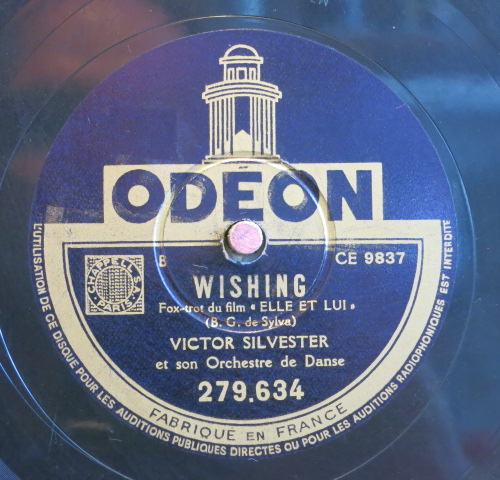 ODEON
B
CE 9837
CHAPPELL S.A.
PARIS
WISHING
Fox-trot du film « ELLE ET LUI »
(B. G. de Sylva)
VICTOR SILVESTER
et son Orchestre de Danse
279.634
FABRIQUÉ EN FRANCE
L'UTILISATION DE CE DISQUE POUR LES AUDITIONS PUBLIQUES DIRECTES OU POUR LES AUDITIONS RADIOPHONIQUES EST INTERDITE